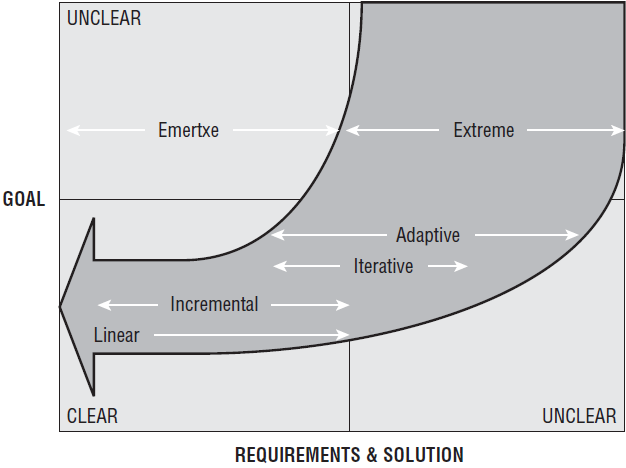 UNCLEAR
Emertxe
Extreme
GOAL
Adaptive
Iterative
Incremental
Linear
CLEAR
UNCLEAR
REQUIREMENTS & SOLUTION